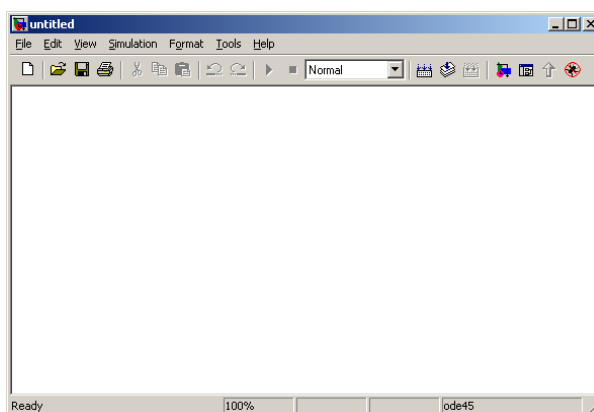 untitled
File Edit View Simulation Format Tools Help
Normal
Ready 100% ode45